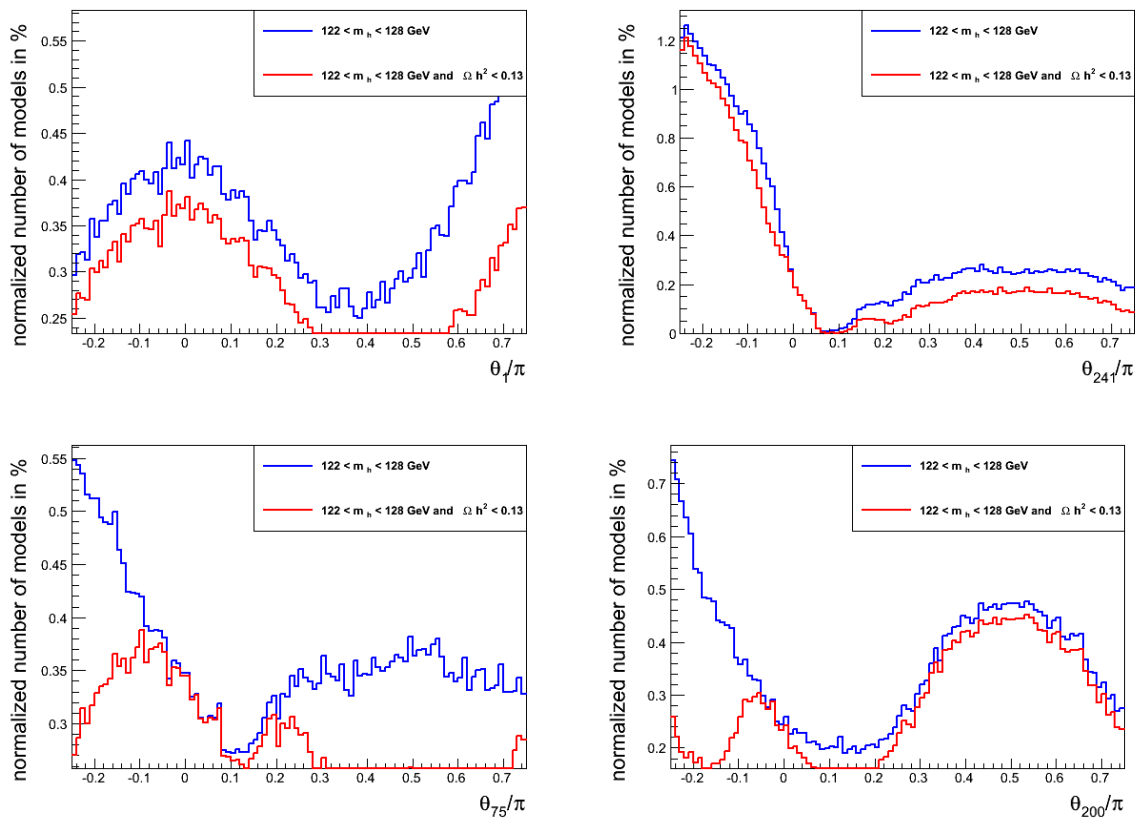 normalized number of models in %
0.55
0.5
0.45
0.4
0.35
0.3
0.25
122 < m h < 128 GeV
122 < m h < 128 GeV and Ω h² < 0.13
-0.2 -0.1 0 0.1 0.2 0.3 0.4 0.5 0.6 0.7
θ1/π
normalized number of models in %
1.2
1
0.8
0.6
0.4
0.2
0
122 < m h < 128 GeV
122 < m h < 128 GeV and Ω h² < 0.13
-0.2 -0.1 0 0.1 0.2 0.3 0.4 0.5 0.6 0.7
θ241/π
normalized number of models in %
0.55
0.5
0.45
0.4
0.35
0.3
122 < m h < 128 GeV
122 < m h < 128 GeV and Ω h² < 0.13
-0.2 -0.1 0 0.1 0.2 0.3 0.4 0.5 0.6 0.7
θ75/π
normalized number of models in %
0.7
0.6
0.5
0.4
0.3
0.2
122 < m h < 128 GeV
122 < m h < 128 GeV and Ω h² < 0.13
-0.2 -0.1 0 0.1 0.2 0.3 0.4 0.5 0.6 0.7
θ200/π